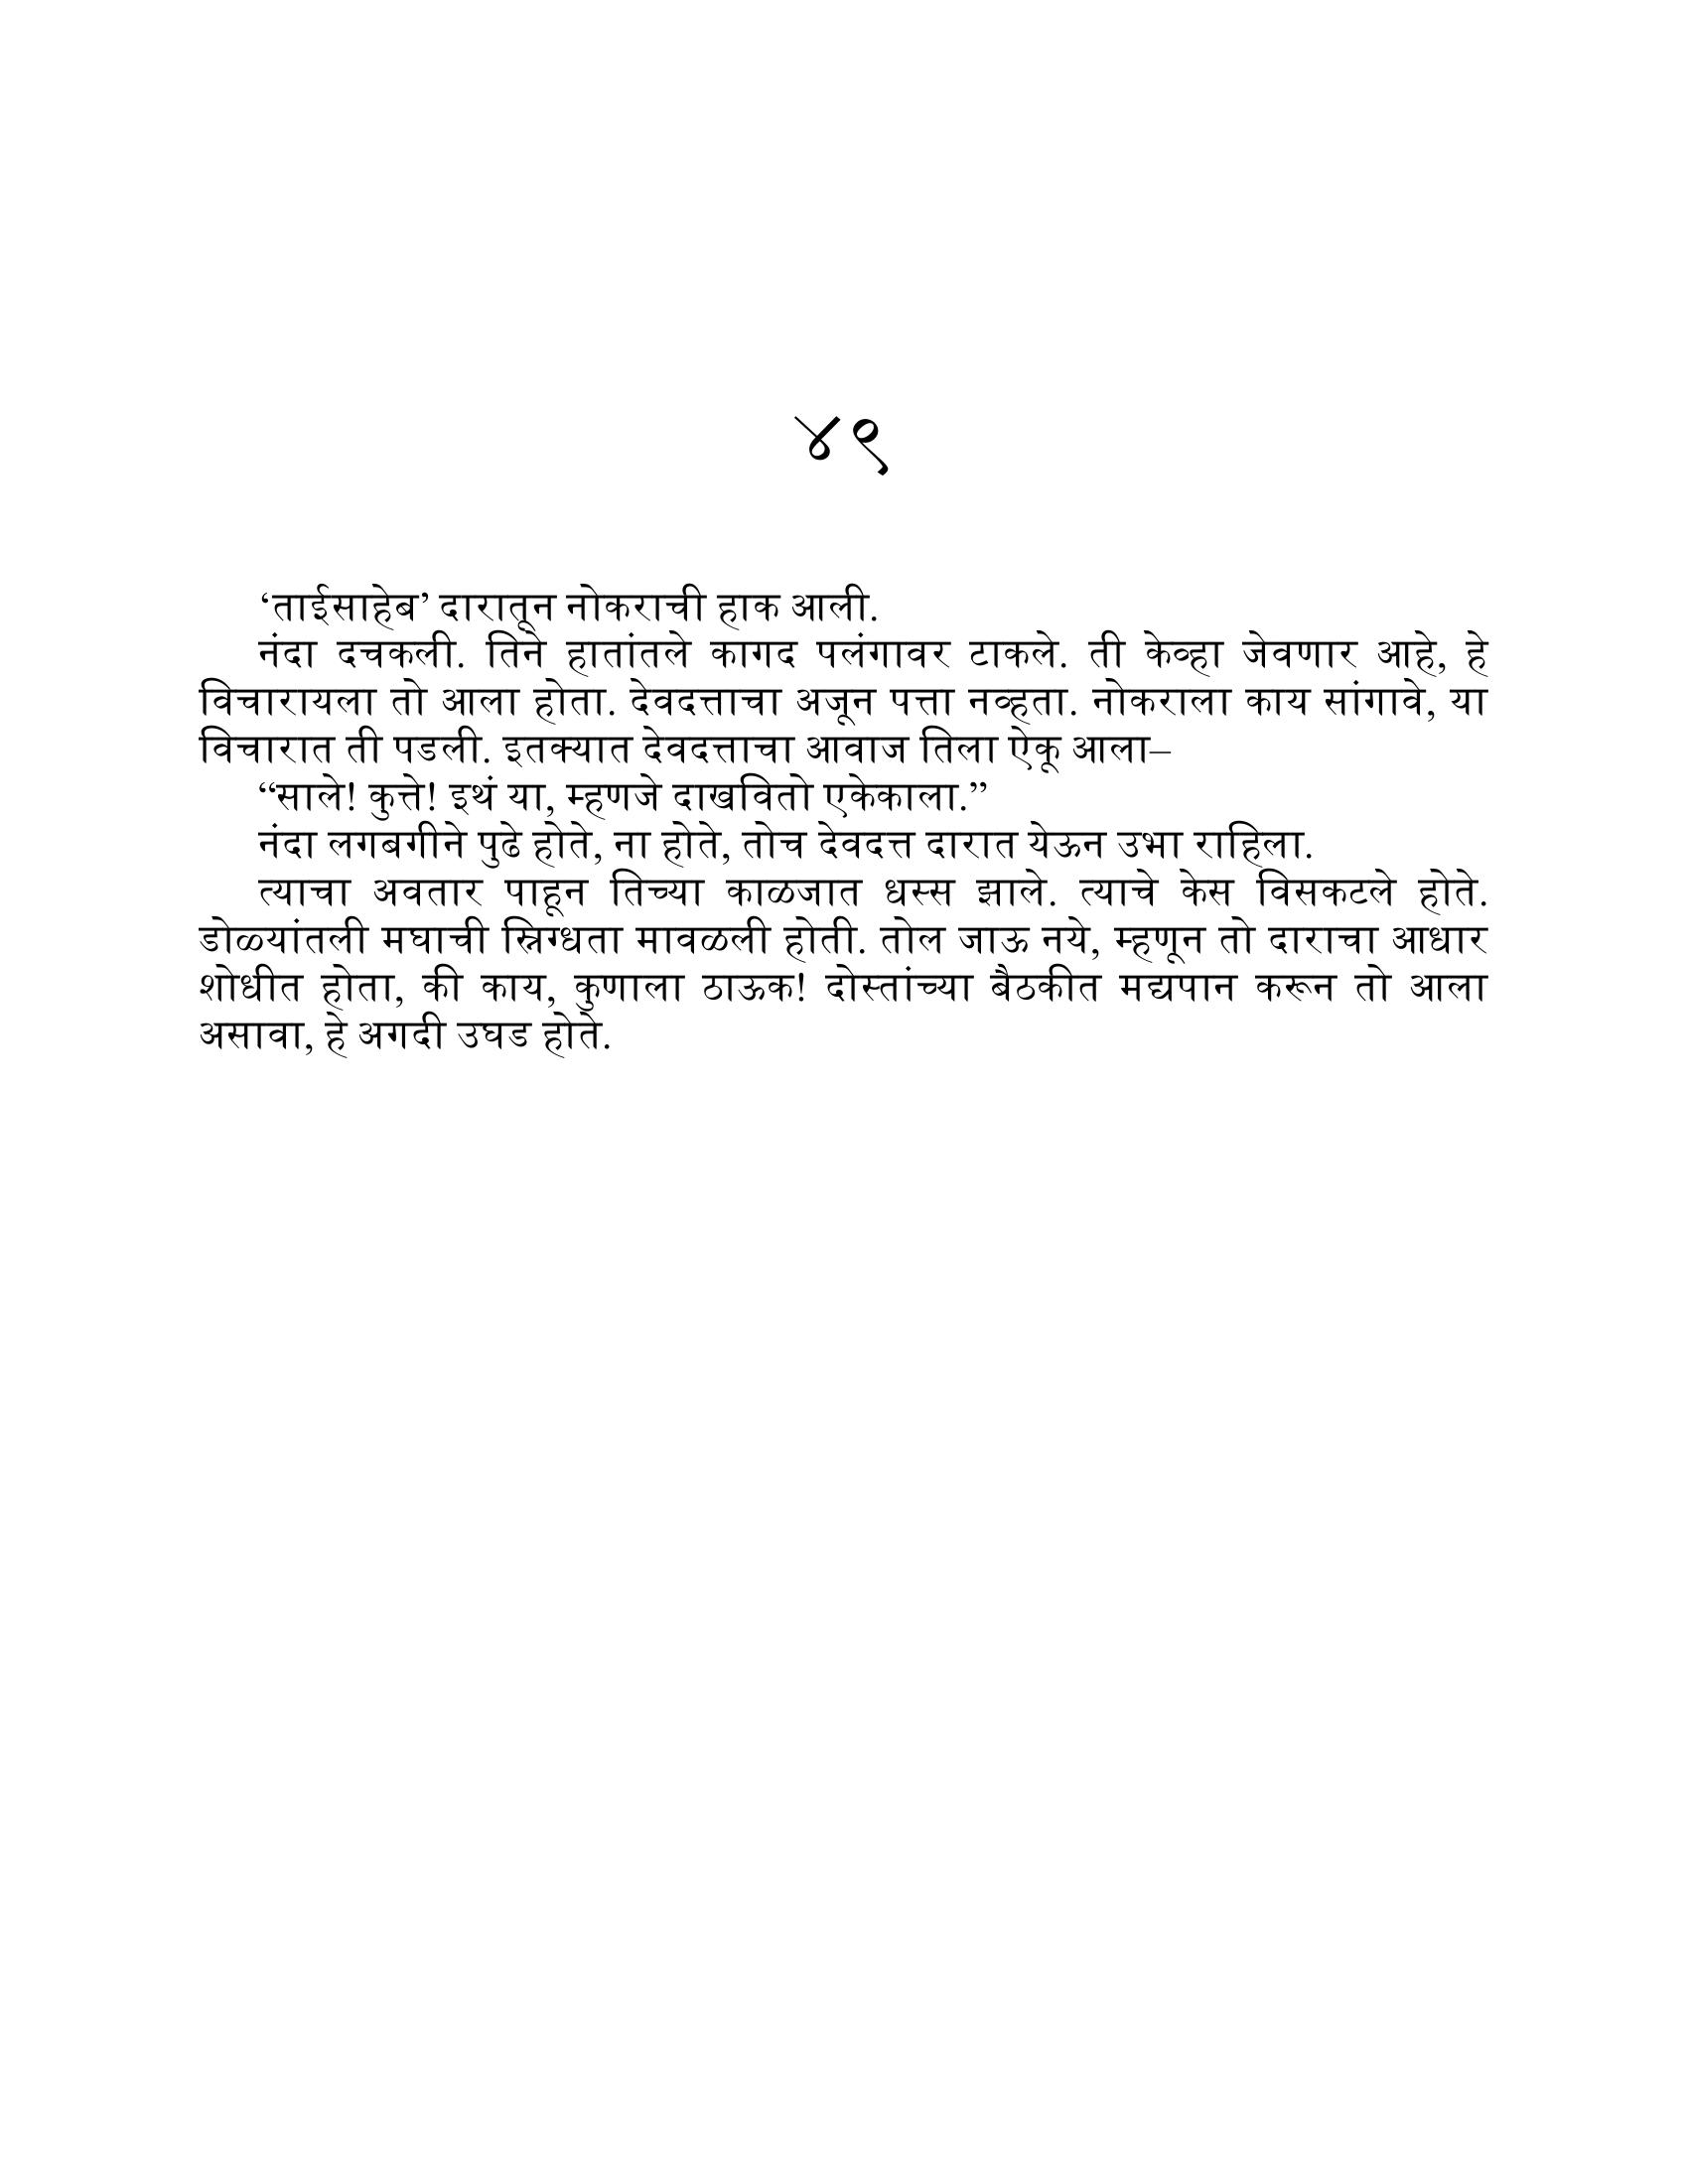 ४९
‘ताईसाहेब’ दारातून नोकराची हाक आली.
नंदा दचकली. तिने हातांतले कागद पलंगावर टाकले. ती केव्हा जेवणार आहे, हे
विचारायला तो आला होता. देवदत्ताचा अजून पत्ता नव्हता. नोकराला काय सांगावे, या
विचारात ती पडली. इतक्यात देवदत्ताचा आवाज तिला ऐकू आला–
“साले! कुत्ते! इथं या, म्हणजे दाखवितो एकेकाला.”
नंदा लगबगीने पुढे होते, ना होते, तोच देवदत्त दारात येऊन उभा राहिला.
त्याचा अवतार पाहून तिच्या काळजात धस्स झाले. त्याचे केस विसकटले होते.
डोळ्यांतली मघाची स्निग्धता मावळली होती. तोल जाऊ नये, म्हणून तो दाराचा आधार
शोधीत होता, की काय, कुणाला ठाऊक! दोस्तांच्या बैठकीत मद्यपान करून तो आला
असावा, हे अगदी उघड होते.